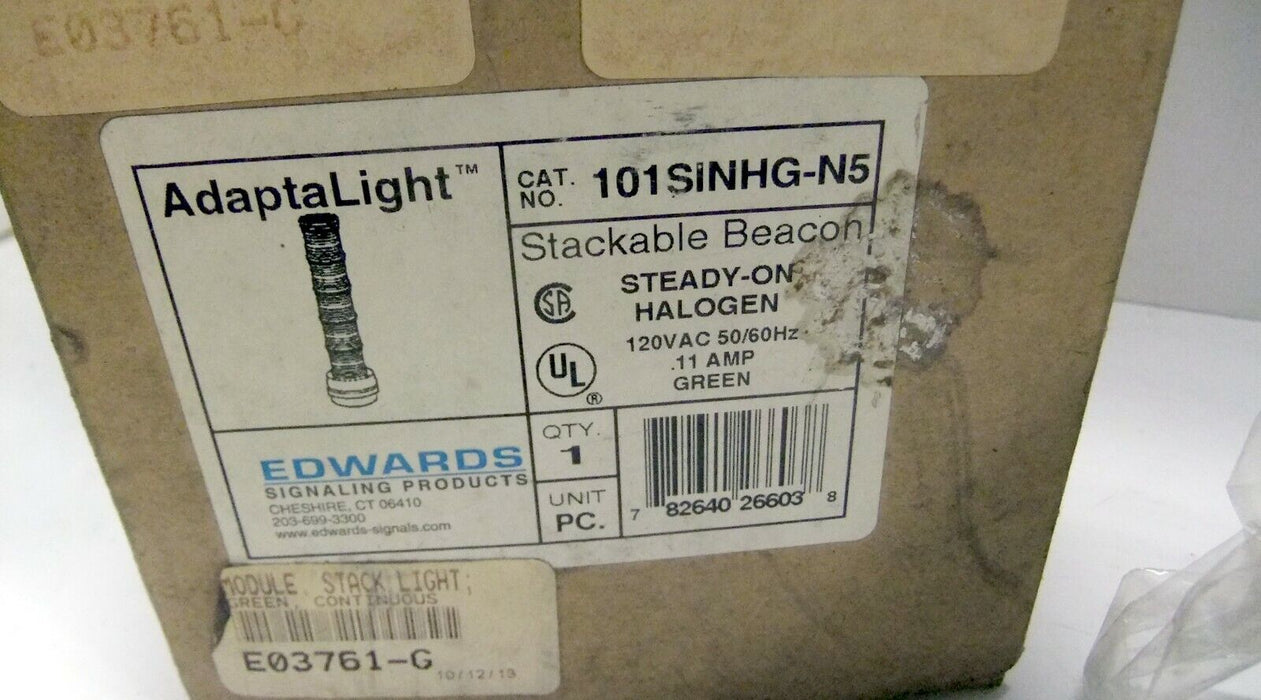 E03761-G
AdaptaLight™
CAT. NO. 101SiNHG-N5
Stackable Beacon
STEADY-ON
HALOGEN
120VAC 50/60Hz
.11 AMP
GREEN
CSA
UL®
EDWARDS
SIGNALING PRODUCTS
CHESHIRE, CT 06410
203-699-3300
www.edwards-signals.com
QTY.
1
UNIT
PC.
7 82640 26603 8
MODULE, STACK LIGHT;
GREEN, CONTINUOUS
E03761-G
10/12/13